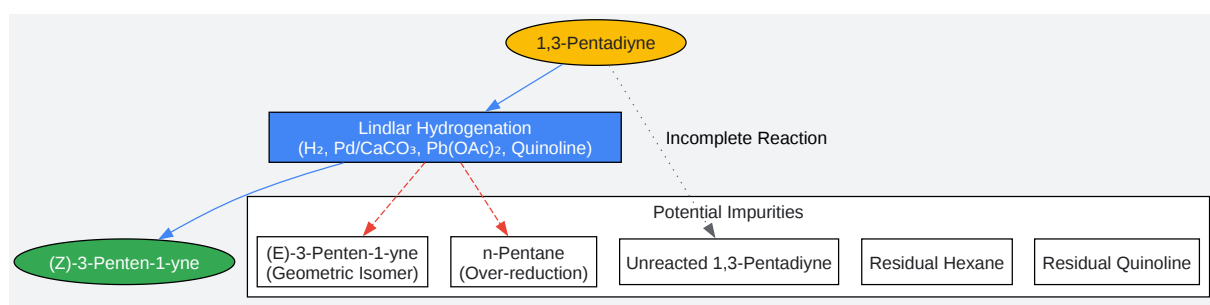 1,3-Pentadiyne
Lindlar Hydrogenation
(H₂, Pd/CaCO₃, Pb(OAc)₂, Quinoline)
Incomplete Reaction
Potential Impurities
(Z)-3-Penten-1-yne
(E)-3-Penten-1-yne
(Geometric Isomer)
n-Pentane
(Over-reduction)
Unreacted 1,3-Pentadiyne
Residual Hexane
Residual Quinoline